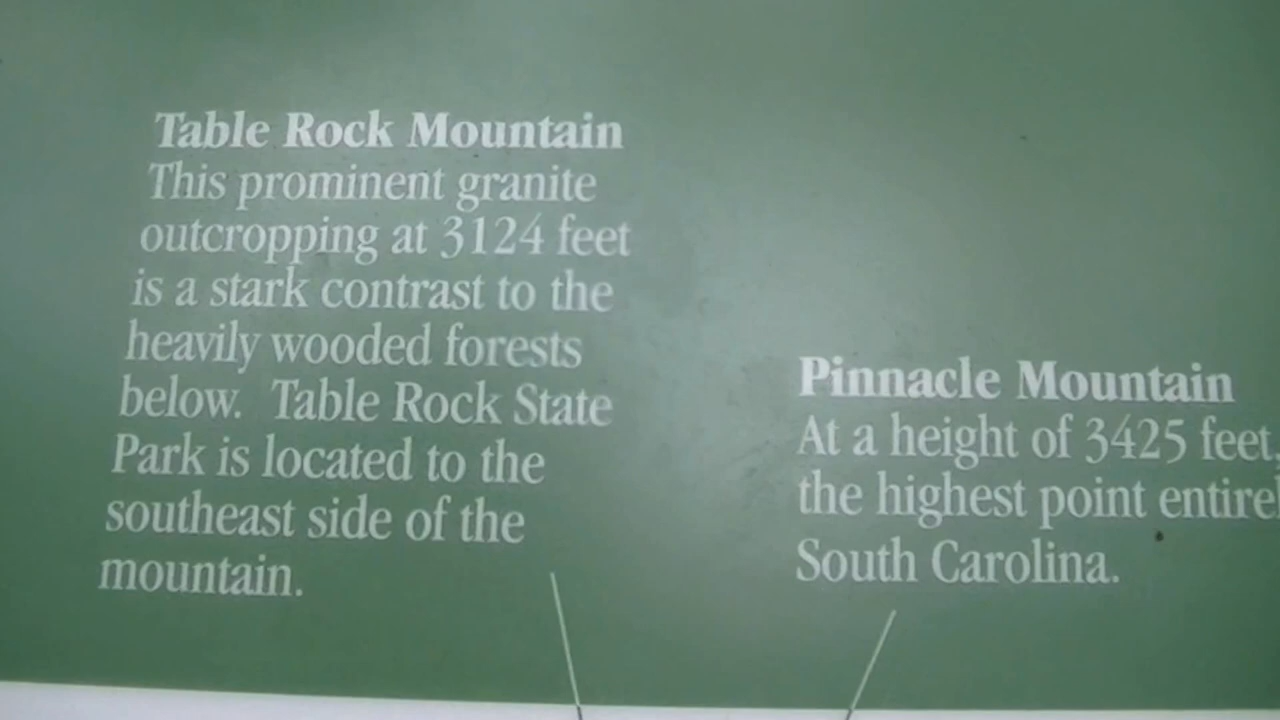 Table Rock Mountain
This prominent granite
outcropping at 3124 feet
is a stark contrast to the
heavily wooded forests
below. Table Rock State
Park is located to the
southeast side of the
mountain.
Pinnacle Mountain
At a height of 3425 feet,
the highest point
South Carolina.